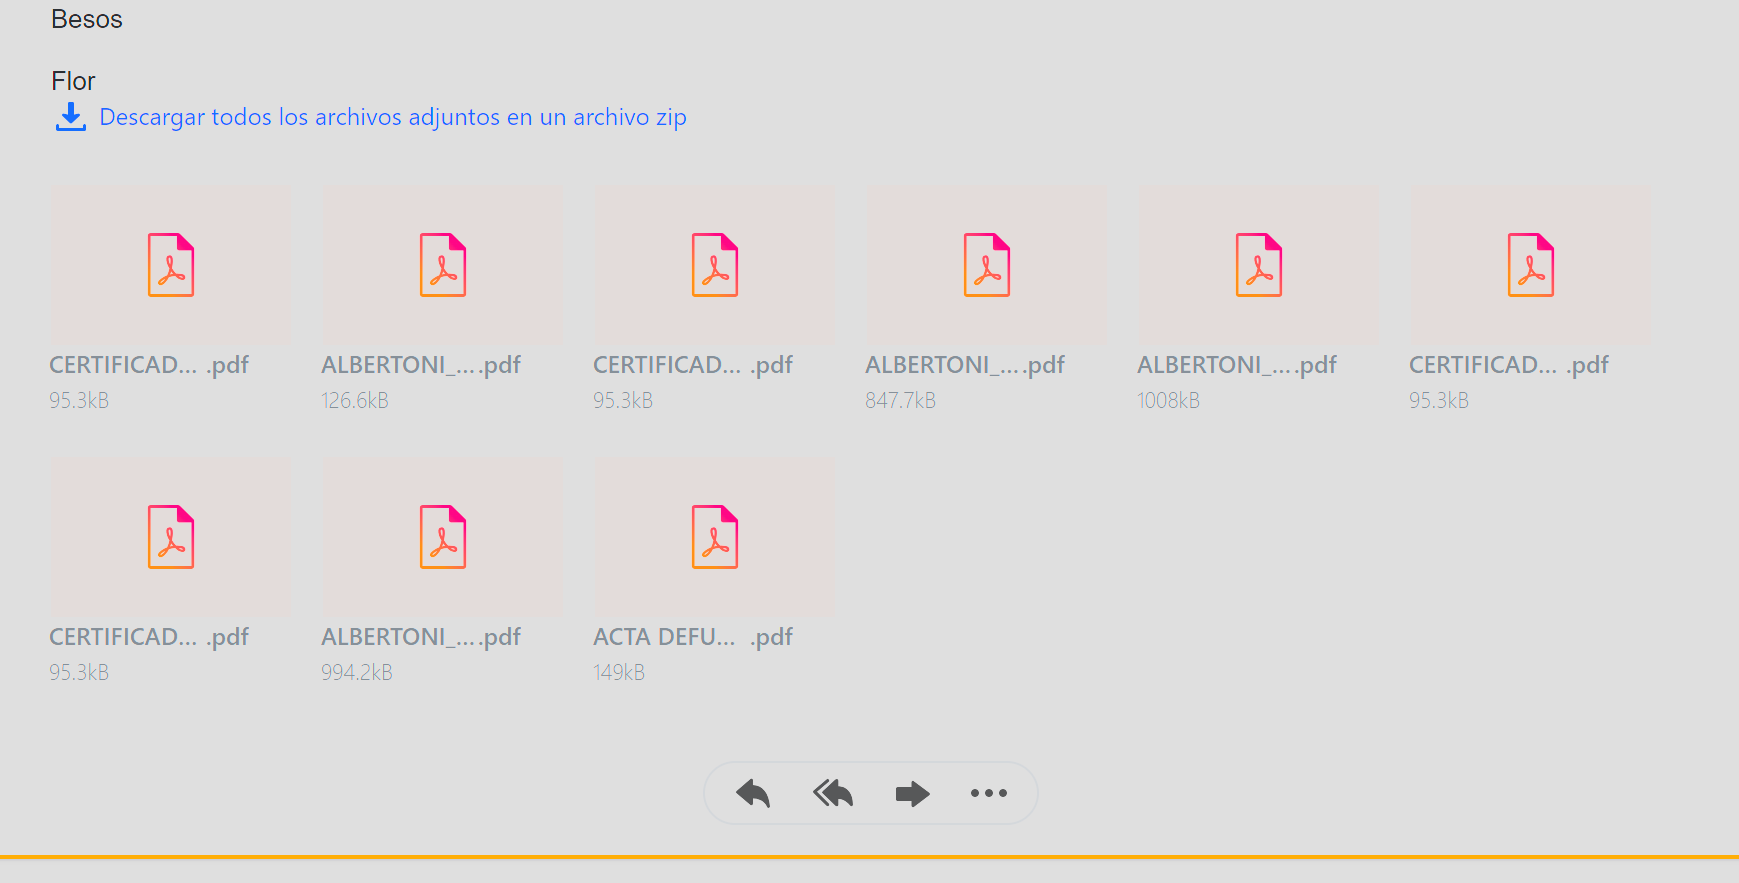 Besos
Flor
Descargar todos los archivos adjuntos en un archivo zip
CERTIFICAD... .pdf ALBERTONI_....pdf CERTIFICAD... .pdf ALBERTONI_....pdf ALBERTONI_....pdf CERTIFICAD... .pdf
95.3kB 126.6kB 95.3kB 847.7kB 1008kB 95.3kB
CERTIFICAD... .pdf ALBERTONI_....pdf ACTA DEFU... .pdf
95.3kB 994.2kB 149kB